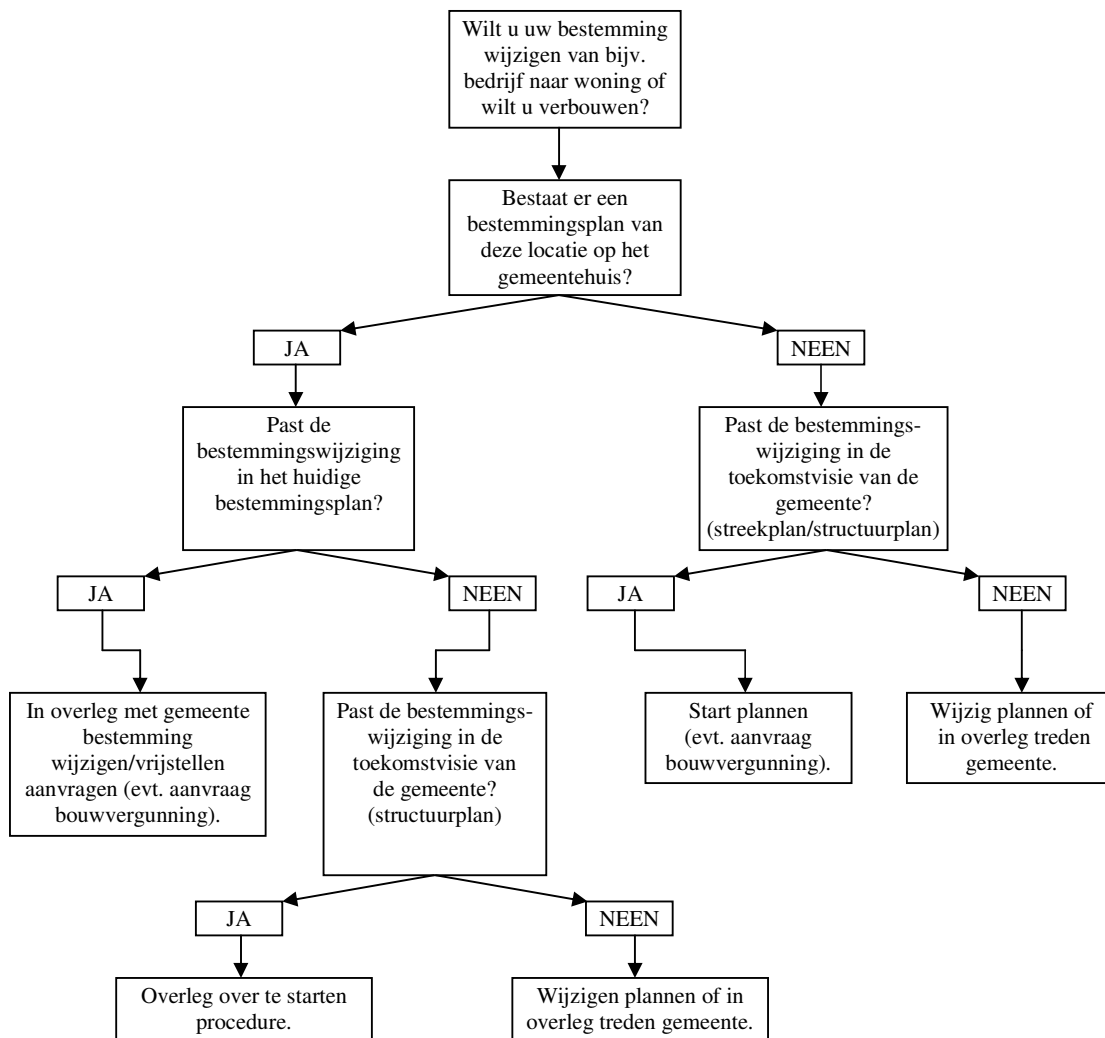 Wilt u uw bestemming
wijzigen van bijv.
bedrijf naar woning of
wilt u verbouwen?
Bestaat er een
bestemmingsplan van
deze locatie op het
gemeentehuis?
JA
NEEN
Past de
bestemmingswijziging
in het huidige
bestemmingsplan?
Past de bestemmings-
wijziging in de
toekomstvisie van de
gemeente?
(streekplan/structuurplan)
JA
NEEN
JA
NEEN
In overleg met gemeente
bestemming
wijzigen/vrijstellen
aanvragen (evt. aanvraag
bouwvergunning).
Past de bestemmings-
wijziging in de
toekomstvisie van
de gemeente?
(structuurplan)
Start plannen
(evt. aanvraag
bouwvergunning).
Wijzig plannen of
in overleg treden
gemeente.
JA
NEEN
Overleg over te starten
procedure.
Wijzigen plannen of in
overleg treden gemeente.